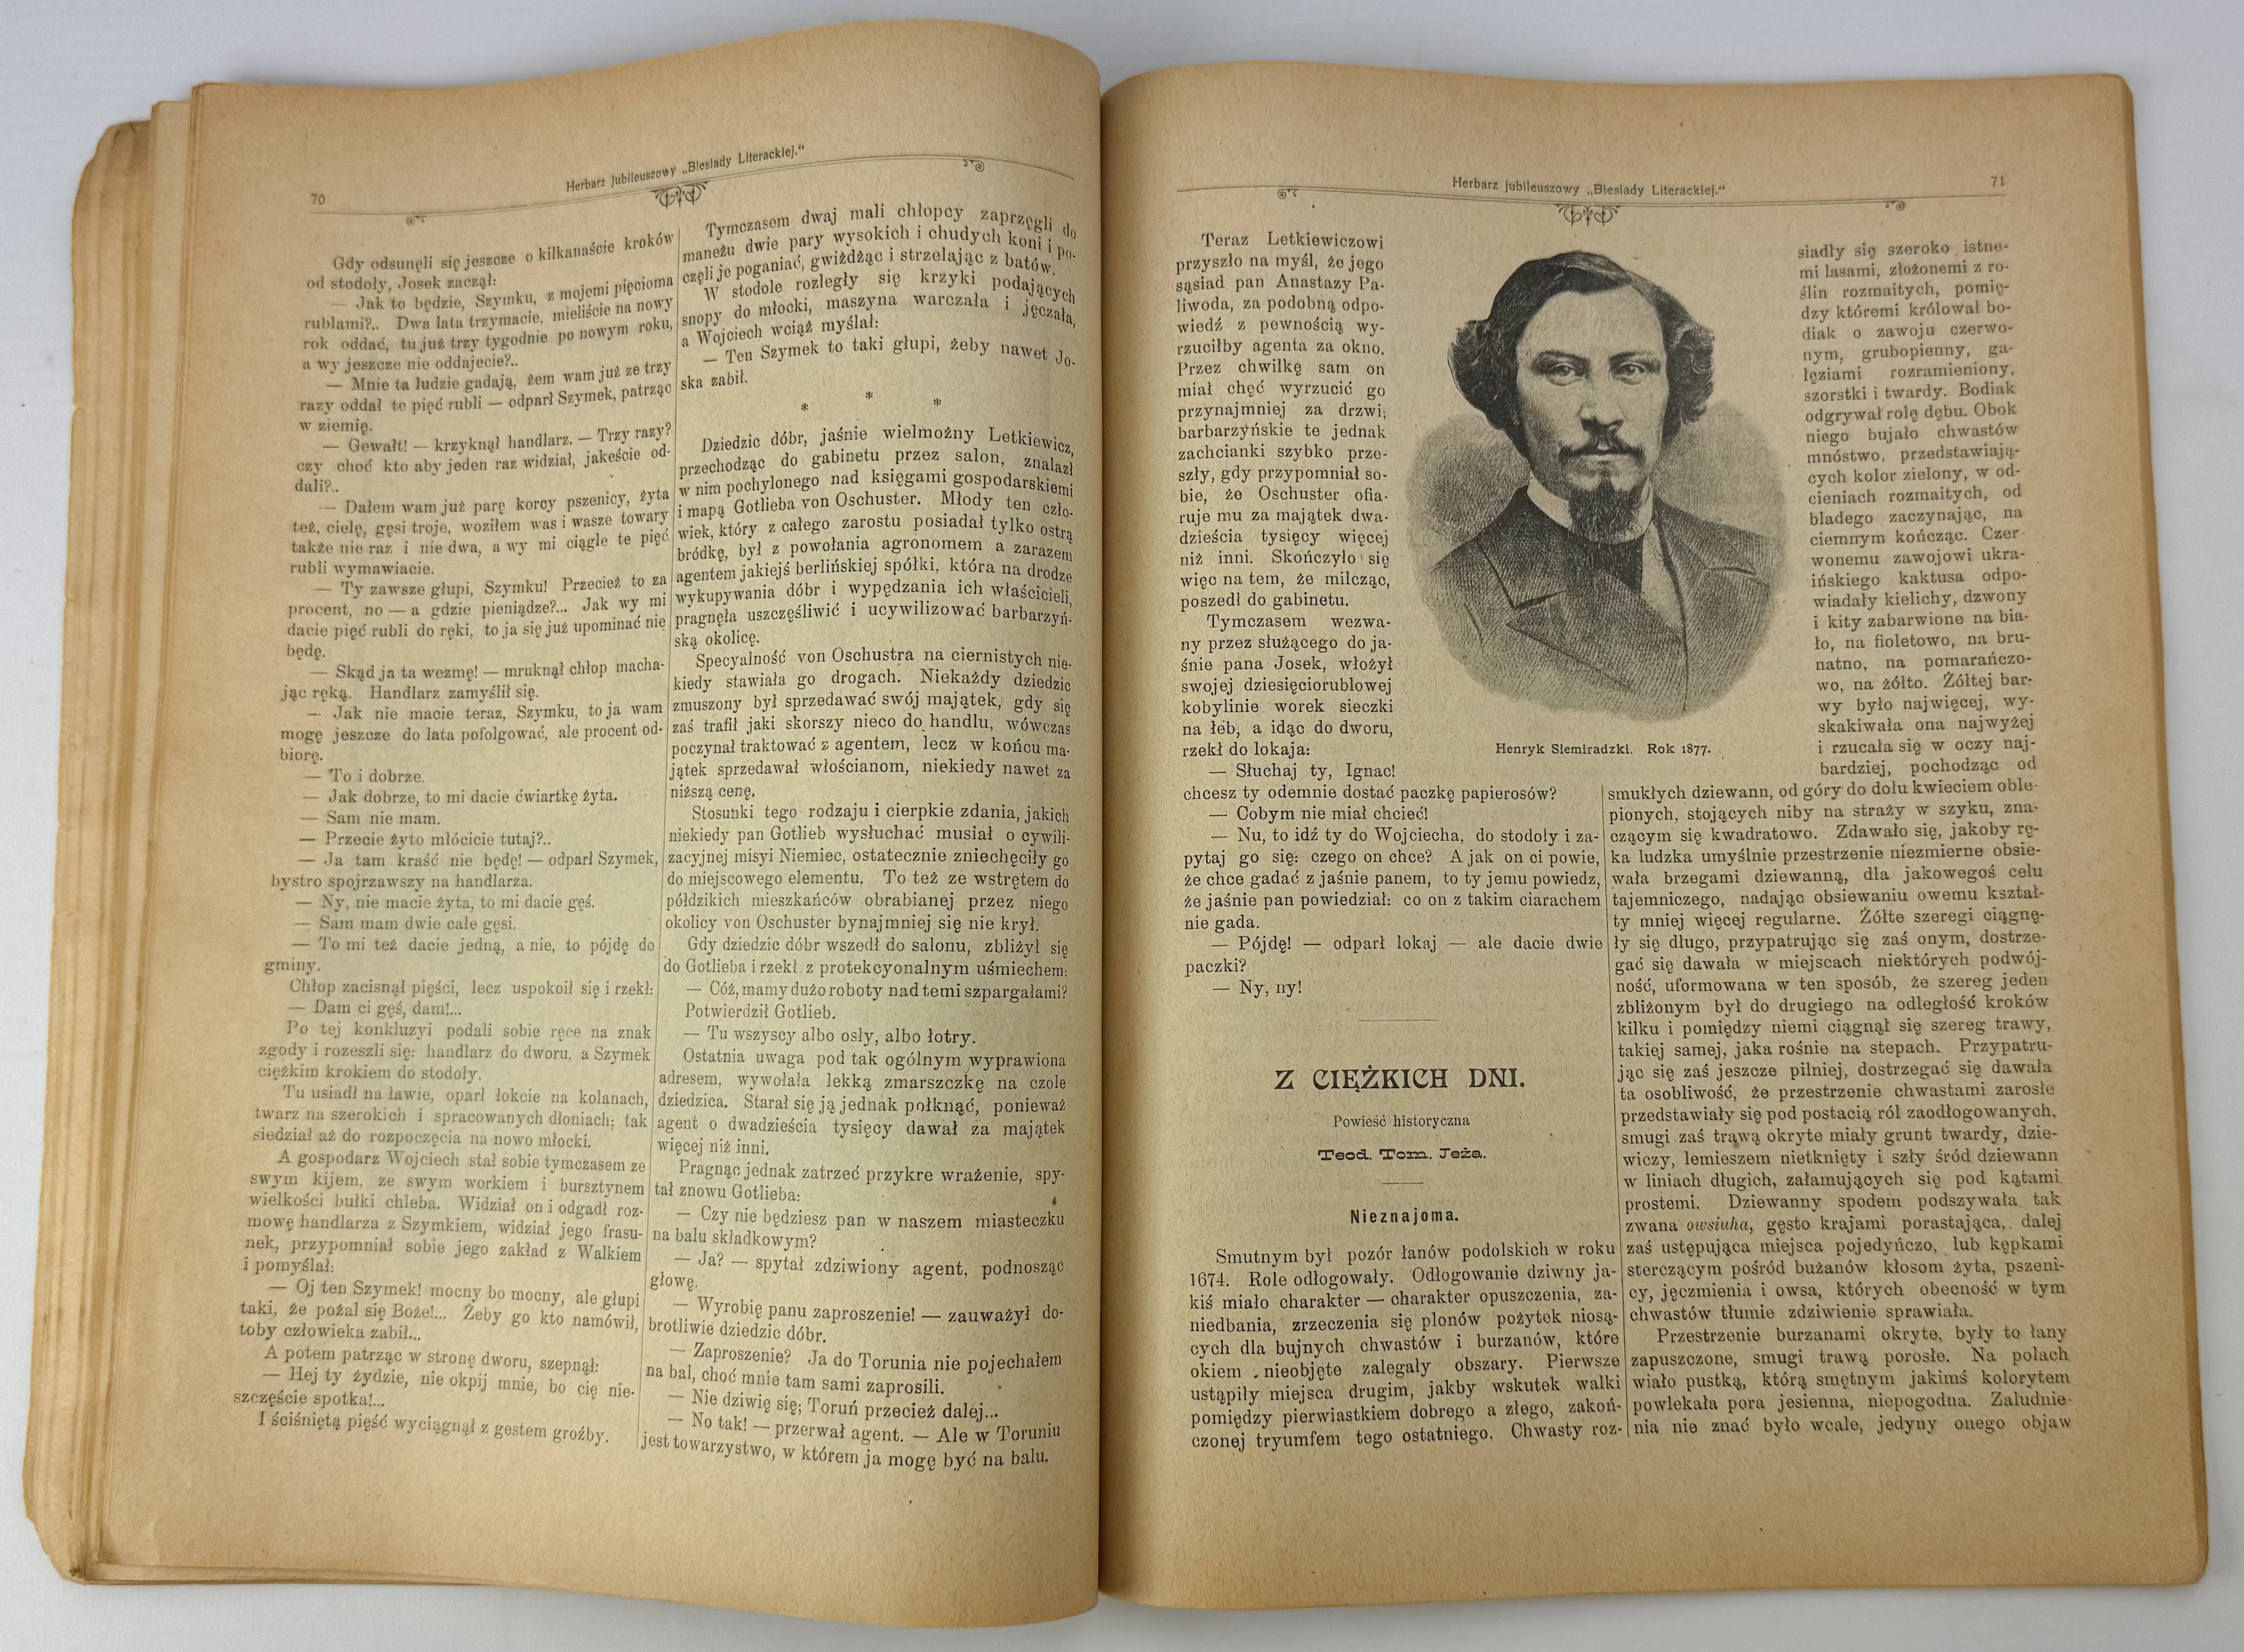 70
Herbarz Jubileuszowy „Biesiady Literackiej.“
Gdy odsunęli się jeszcze o kilkanaście kroków
od stodoły, Josek zaczął:
— Jak to będzie, Szymku, z mojemi pięcioma
rublami?.. Dwa lata trzymacie, mieliście na nowy
rok oddać, tu już trzy tygodnie po nowym roku,
a wy jeszcze nie oddajecie?..
— Mnie ta ludzie gadają, żem wam już ze trzy
razy oddał te pięć rubli — odparł Szymek, patrząc
w ziemię.
— Gewałt! — krzyknął handlarz. — Trzy razy?
czy choć kto aby jeden raz widział, jakeście od-
dali?..
— Dałem wam już parę korcy pszenicy, żyta
też, cielę, gęsi troje, woziłem was i wasze towary
także nie raz i nie dwa, a wy mi ciągle te pięć
rubli wymawiacie.
— Ty zawsze głupi, Szymku! Przecież to za
procent, no — a gdzie pieniądze?... Jak wy mi
dacie pięć rubli do ręki, to ja się już upominać nie
będę.
— Skąd ja ta wezmę! — mruknął chłop macha-
jąc ręką. Handlarz zamyślił się.
— Jak nie macie teraz, Szymku, to ja wam
mogę jeszcze do lata pofolgować, ale procent od-
biorę.
— To i dobrze.
— Jak dobrze, to mi dacie ćwiartkę żyta.
— Sam nie mam.
— Przecie żyto młócicie tutaj?..
— Ja tam kraść nie będę! — odparł Szymek,
bystro spojrzawszy na handlarza.
— Ny, nie macie żyta, to mi dacie gęś.
— Sam mam dwie całe gęsi.
— To mi też dacie jedną, a nie, to pójdę do
gminy.
Chłop zacisnął pięści, lecz uspokoił się i rzekł:
— Dam ci gęś, dam!...
Po tej konkluzyi podali sobie ręce na znak
zgody i rozeszli się: handlarz do dworu, a Szymek
ciężkim krokiem do stodoły.
Tu usiadł na ławie, oparł łokcie na kolanach,
twarz na szerokich i spracowanych dłoniach; tak
siedział aż do rozpoczęcia na nowo młocki.
A gospodarz Wojciech stał sobie tymczasem ze
swym kijem, ze swym workiem i bursztynem
wielkości bułki chleba. Widział on i odgadł roz-
mowę handlarza z Szymkiem, widział jego frasu-
nek, przypomniał sobie jego zakład z Walkiem
i pomyślał:
— Oj ten Szymek! mocny bo mocny, ale głupi
taki, że pożal się Boże!... Żeby go kto namówił,
toby człowieka zabił...
A potem patrząc w stronę dworu, szepnął:
— Hej ty żydzie, nie okpij mnie, bo cię nie-
szczęście spotka!...
I ściśniętą pięść wyciągnął z gestem groźby.
Tymczasem dwaj mali chłopcy zaprzęgli do
maneżu dwie pary wysokich i chudych koni i po-
częli je poganiać, gwiżdżąc i strzelając z batów.
W stodole rozległy się krzyki podających
snopy do młocki, maszyna warczała i jęczała,
a Wojciech wciąż myślał:
— Ten Szymek to taki głupi, żeby nawet Jo-
ska zabił.
* * *
Dziedzic dóbr, jaśnie wielmożny Letkiewicz,
przechodząc do gabinetu przez salon, znalazł
w nim pochylonego nad księgami gospodarskiemi
i mapą Gotlieba von Oschuster. Młody ten czło-
wiek, który z całego zarostu posiadał tylko ostrą
bródkę, był z powołania agronomem a zarazem
agentem jakiejś berlińskiej spółki, która na drodze
wykupywania dóbr i wypędzania ich właścicieli,
pragnęła uszczęśliwić i ucywilizować barbarzyń-
ską okolicę.
Specyalność von Oschustra na ciernistych nie-
kiedy stawiała go drogach. Niekażdy dziedzic
zmuszony był sprzedawać swój majątek, gdy się
zaś trafił jaki skorszy nieco do handlu, wówczas
poczynał traktować z agentem, lecz w końcu ma-
jątek sprzedawał włościanom, niekiedy nawet za
niższą cenę.
Stosunki tego rodzaju i cierpkie zdania, jakich
niekiedy pan Gotlieb wysłuchać musiał o cywili-
zacyjnej misyi Niemiec, ostatecznie zniechęciły go
do miejscowego elementu. To też ze wstrętem do
półdzikich mieszkańców obrabianej przez niego
okolicy von Oschuster bynajmniej się nie krył.
Gdy dziedzic dóbr wszedł do salonu, zbliżył się
do Gotlieba i rzekł z protekcyonalnym uśmiechem:
— Cóż, mamy dużo roboty nad temi szpargałami?
Potwierdził Gotlieb.
— Tu wszyscy albo osły, albo łotry.
Ostatnia uwaga pod tak ogólnym wyprawiona
adresem, wywołała lekką zmarszczkę na czole
dziedzica. Starał się ją jednak połknąć, ponieważ
agent o dwadzieścia tysięcy dawał za majątek
więcej niż inni.
Pragnąc jednak zatrzeć przykre wrażenie, spy-
tał znowu Gotlieba:
— Czy nie będziesz pan w naszem miasteczku
na balu składkowym?
— Ja? — spytał zdziwiony agent, podnosząc
głowę.
— Wyrobię panu zaproszenie! — zauważył do-
brotliwie dziedzic dóbr.
— Zaproszenie? Ja do Torunia nie pojechałem
na bal, choć mnie tam sami zaprosili.
— Nie dziwię się; Toruń przecież dalej...
— No tak! — przerwał agent. — Ale w Toruniu
jest towarzystwo, w którem ja mogę być na balu.
Herbarz Jubileuszowy „Biesiady Literackiej.“
71
Teraz Letkiewiczowi
przyszło na myśl, że jego
sąsiad pan Anastazy Pa-
liwoda, za podobną odpo-
wiedź z pewnością wy-
rzuciłby agenta za okno.
Przez chwilkę sam on
miał chęć wyrzucić go
przynajmniej za drzwi;
barbarzyńskie te jednak
zachcianki szybko prze-
szły, gdy przypomniał so-
bie, że Oschuster ofia-
ruje mu za majątek dwa-
dzieścia tysięcy więcej
niż inni. Skończyło się
więc na tem, że milcząc,
poszedł do gabinetu.
Tymczasem wezwa-
ny przez służącego do ja-
śnie pana Josek, włożył
swojej dziesięciorublowej
kobylinie worek sieczki
na łeb, a idąc do dworu,
rzekł do lokaja:
— Słuchaj ty, Ignac!
chcesz ty odemnie dostać paczkę papierosów?
— Cobym nie miał chcieć!
— Nu, to idź ty do Wojciecha, do stodoły i za-
pytaj go się: czego on chce? A jak on ci powie,
że chce gadać z jaśnie panem, to ty jemu powiedz,
że jaśnie pan powiedział: co on z takim ciarachem
nie gada.
— Pójdę! — odparł lokaj — ale dacie dwie
paczki?
— Ny, ny!
Z CIĘŻKICH DNI.
Powieść historyczna
Teod. Tom. Jeża.
Nieznajoma.
Smutnym był pozór łanów podolskich w roku
1674. Role odłogowały. Odłogowanie dziwny ja-
kiś miało charakter — charakter opuszczenia, za-
niedbania, zrzeczenia się plonów pożytek niosą-
cych dla bujnych chwastów i burzanów, które
okiem nieobjęte zalegały obszary. Pierwsze
ustąpiły miejsca drugim, jakby wskutek walki
pomiędzy pierwiastkiem dobrego a złego, zakoń-
czonej tryumfem tego ostatniego. Chwasty roz-
Henryk Siemiradzki. Rok 1877.
siadły się szeroko istne-
mi lasami, złożonemi z ro-
ślin rozmaitych, pomię-
dzy któremi królował bo-
diak o zawoju czerwo-
nym, grubopienny, ga-
łęziami rozramieniony,
szorstki i twardy. Bodiak
odgrywał rolę dębu. Obok
niego bujało chwastów
mnóstwo, przedstawiają-
cych kolor zielony, w od-
cieniach rozmaitych, od
bladego zaczynając, na
ciemnym kończąc. Czer-
wonemu zawojowi ukra-
ińskiego kaktusa odpo-
wiadały kielichy, dzwony
i kity zabarwione na bia-
ło, na fioletowo, na bru-
natno, na pomarańczo-
wo, na żółto. Żółtej bar-
wy było najwięcej, wy-
skakiwała ona najwyżej
i rzucała się w oczy naj-
bardziej, pochodząc od
smukłych dziewann, od góry do dołu kwieciem oble-
pionych, stojących niby na straży w szyku, zna-
czącym się kwadratowo. Zdawało się, jakoby rę-
ka ludzka umyślnie przestrzenie niezmierne obsie-
wała brzegami dziewanną, dla jakowegoś celu
tajemniczego, nadając obsiewaniu owemu kształ-
ty mniej więcej regularne. Żółte szeregi ciągnę-
ły się długo, przypatrując się zaś onym, dostrze-
gać się dawała w miejscach niektórych podwój-
ność, uformowana w ten sposób, że szereg jeden
zbliżonym był do drugiego na odległość kroków
kilku i pomiędzy niemi ciągnął się szereg trawy,
takiej samej, jaka rośnie na stepach. Przypatru-
jąc się zaś jeszcze pilniej, dostrzegać się dawała
ta osobliwość, że przestrzenie chwastami zarosłe
przedstawiały się pod postacią ról zaodłogowanych,
smugi zaś trawą okryte miały grunt twardy, dzie-
wiczy, lemieszem nietknięty i szły śród dziewann
w liniach długich, załamujących się pod kątami
prostemi. Dziewanny spodem podszywała tak
zwana owsiuha, gęsto krajami porastająca, dalej
zaś ustępująca miejsca pojedyńczo, lub kępkami
sterczącym pośród bużanów kłosom żyta, pszeni-
cy, jęczmienia i owsa, których obecność w tym
chwastów tłumie zdziwienie sprawiała.
Przestrzenie burzanami okryte, były to łany
zapuszczone, smugi trawą porosłe. Na polach
wiało pustką, którą smętnym jakimś kolorytem
powlekała pora jesienna, niepogodna. Zaludnie-
nia nie znać było wcale, jedyny onego objaw